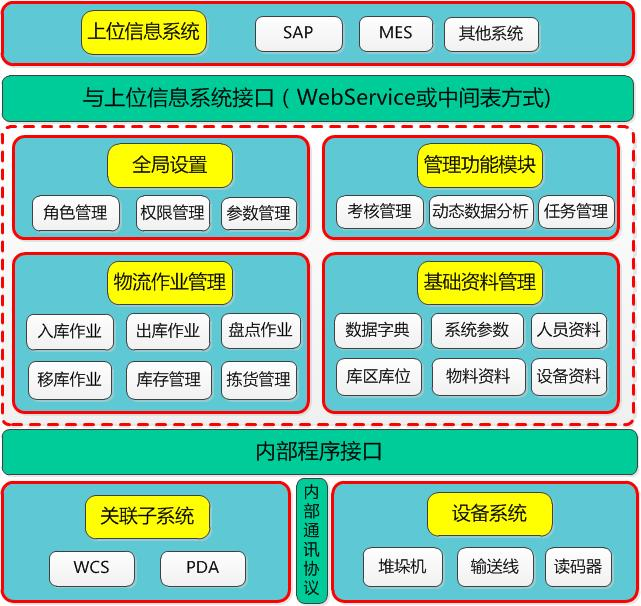 上位信息系统
SAP
MES
其他系统
与上位信息系统接口（WebService或中间表方式)
全局设置
角色管理
权限管理
参数管理
管理功能模块
考核管理
动态数据分析
任务管理
物流作业管理
入库作业
出库作业
盘点作业
移库作业
库存管理
拣货管理
基础资料管理
数据字典
系统参数
人员资料
库区库位
物料资料
设备资料
内部程序接口
关联子系统
WCS
PDA
内部通讯协议
设备系统
堆垛机
输送线
读码器